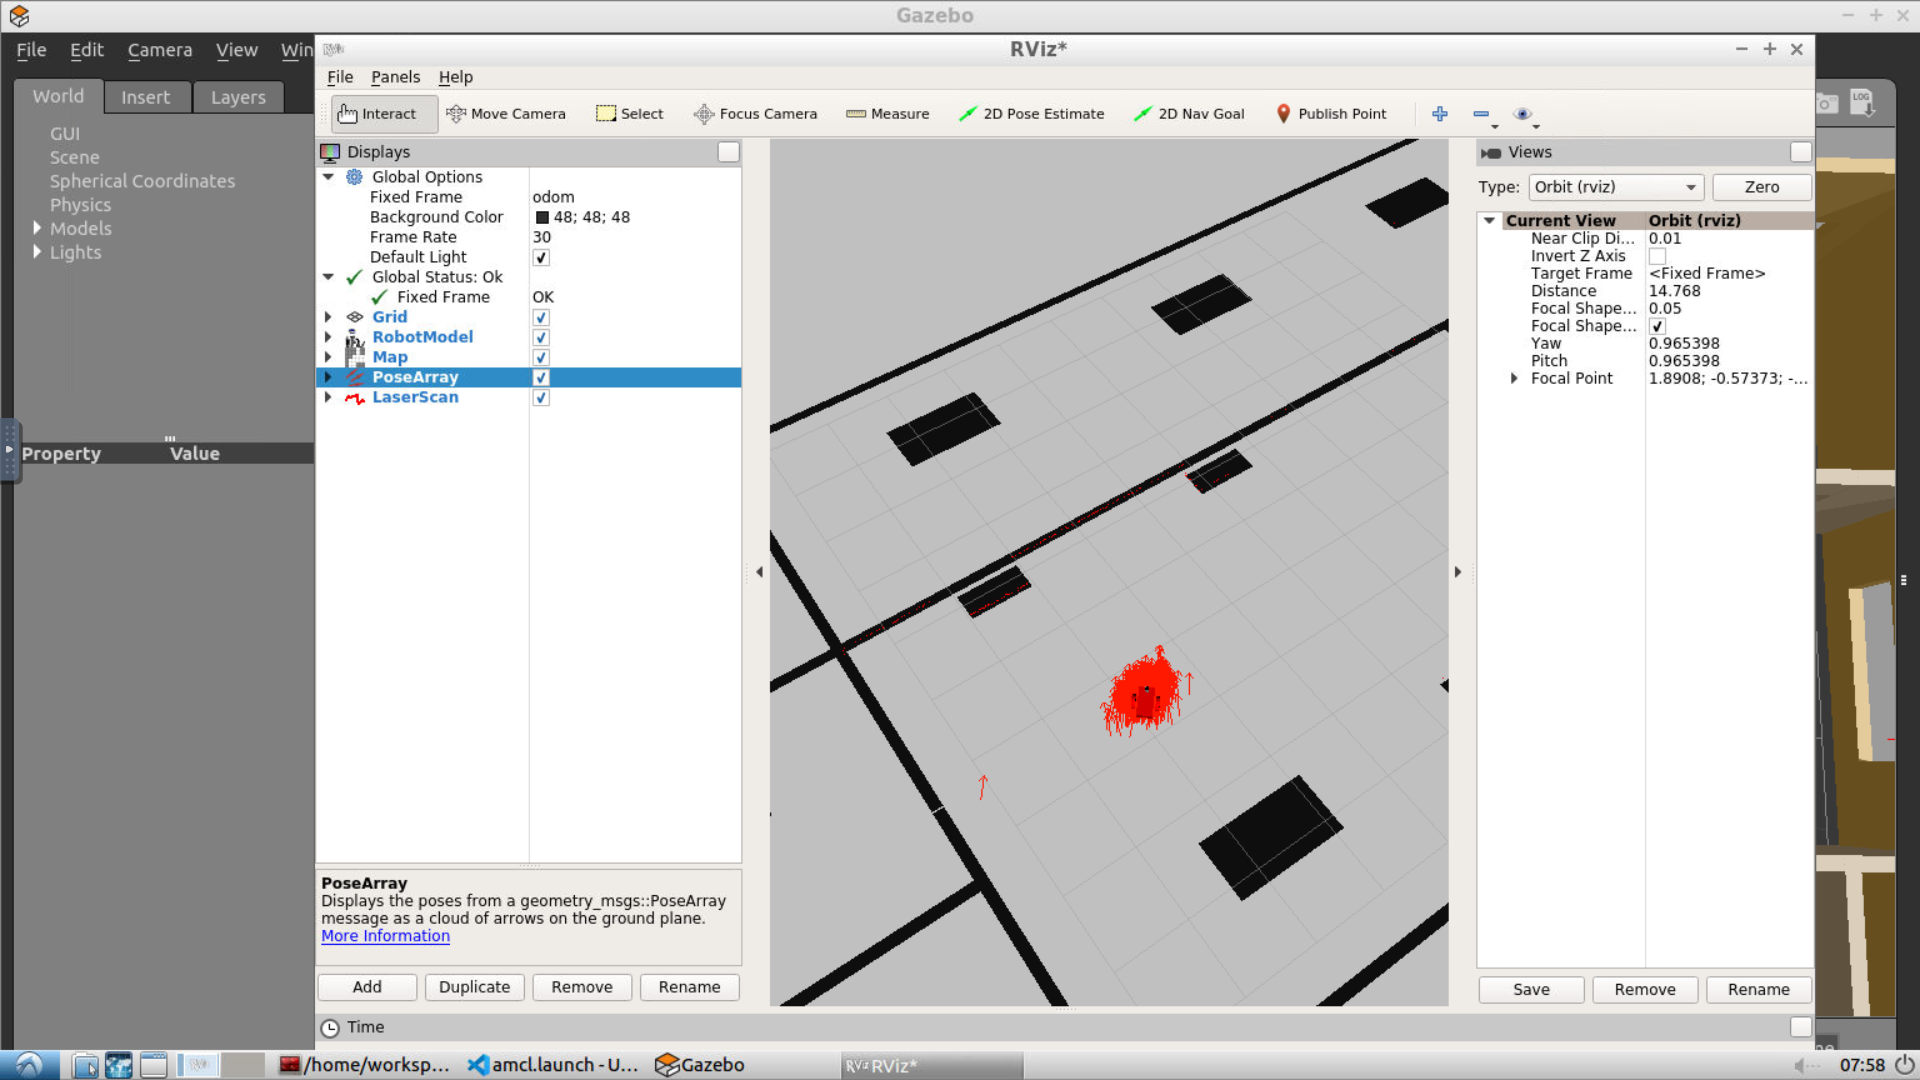 Gazebo
File Edit Camera View Win
RViz*
File Panels Help
World Insert Layers
Interact Move Camera Select Focus Camera Measure 2D Pose Estimate 2D Nav Goal Publish Point
LOG
GUI
Scene
Spherical Coordinates
Physics
Models
Lights
Property Value
Displays
Global Options
Fixed Frame odom
Background Color 48; 48; 48
Frame Rate 30
Default Light
Global Status: Ok
Fixed Frame OK
Grid
RobotModel
Map
PoseArray
LaserScan
PoseArray
Displays the poses from a geometry_msgs::PoseArray
message as a cloud of arrows on the ground plane.
More Information
Add Duplicate Remove Rename
Views
Type: Orbit (rviz) Zero
Current View Orbit (rviz)
Near Clip Di... 0.01
Invert Z Axis
Target Frame <Fixed Frame>
Distance 14.768
Focal Shape... 0.05
Focal Shape...
Yaw 0.965398
Pitch 0.965398
Focal Point 1.8908; -0.57373; -...
Save Remove Rename
Time
/home/worksp... amcl.launch - U... Gazebo RViz RViz* 07:58